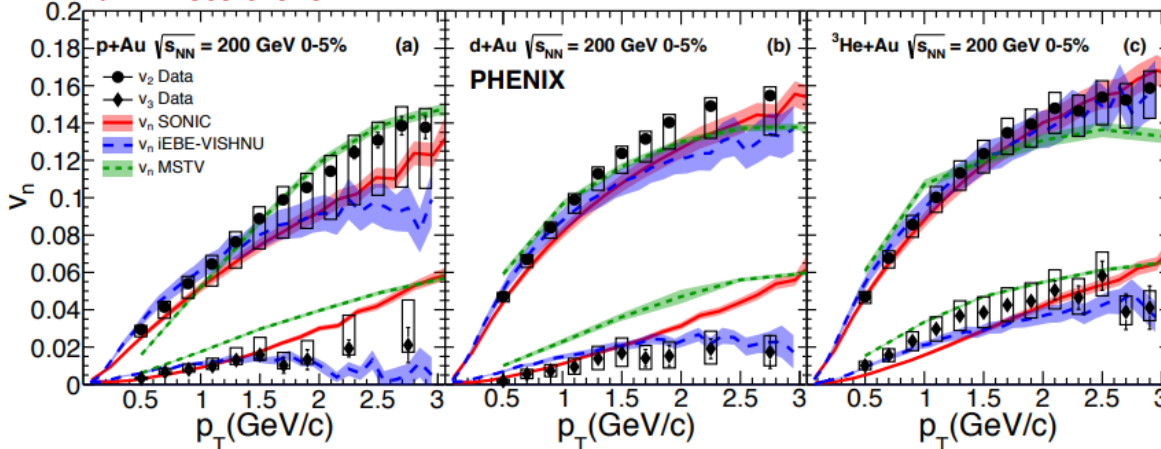 p+Au √sNN = 200 GeV 0-5% (a)
v2 Data
v3 Data
vn SONIC
vn iEBE-VISHNU
vn MSTV
d+Au √sNN = 200 GeV 0-5% (b)
PHENIX
3He+Au √sNN = 200 GeV 0-5% (c)
vn
0.2
0.18
0.16
0.14
0.12
0.1
0.08
0.06
0.04
0.02
0
0.5 1 1.5 2 2.5 3
0.5 1 1.5 2 2.5 3
0.5 1 1.5 2 2.5 3
pT(GeV/c)
pT(GeV/c)
pT(GeV/c)